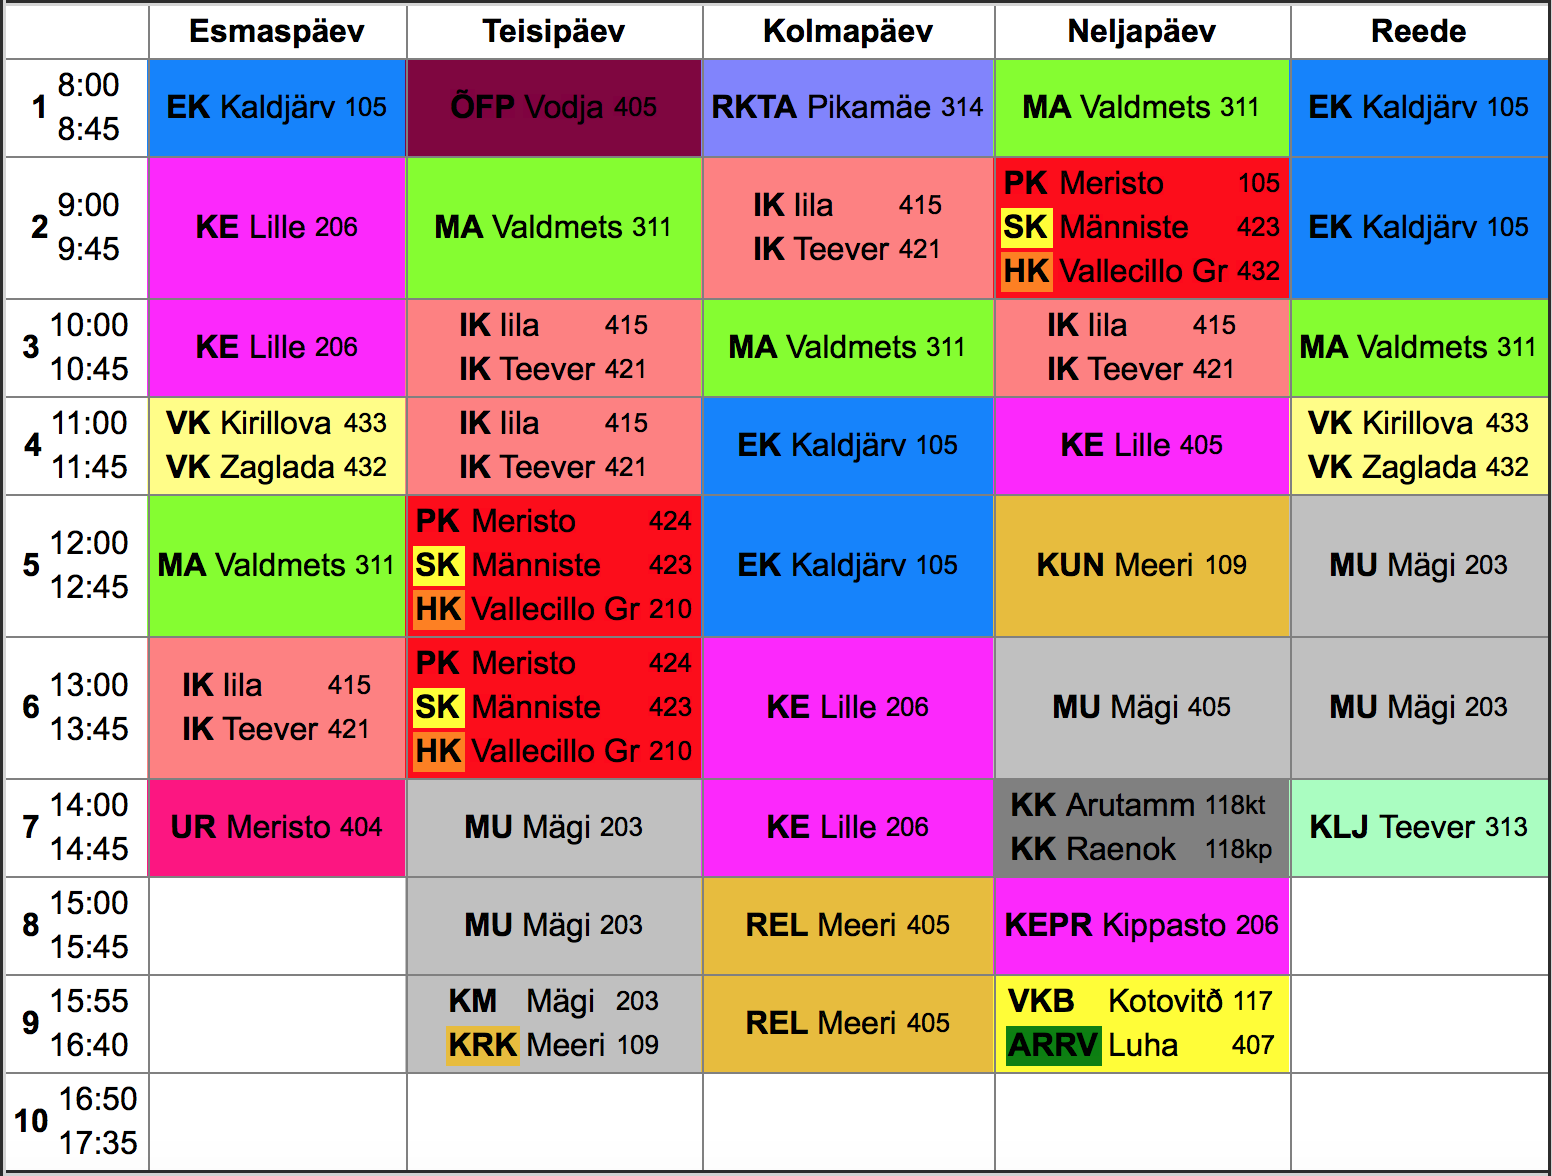 Esmaspäev Teisipäev Kolmapäev Neljapäev Reede
1 8:00 8:45 EK Kaldjärv 105 ÕFP Vodja 405 RKTA Pikamäe 314 MA Valdmets 311 EK Kaldjärv 105
2 9:00 9:45 KE Lille 206 MA Valdmets 311 IK Iila 415 IK Teever 421 PK Meristo 105 SK Männiste 423 HK Vallecillo Gr 432 EK Kaldjärv 105
3 10:00 10:45 KE Lille 206 IK Iila 415 IK Teever 421 MA Valdmets 311 IK Iila 415 IK Teever 421 MA Valdmets 311
4 11:00 11:45 VK Kirillova 433 VK Zaglada 432 IK Iila 415 IK Teever 421 EK Kaldjärv 105 KE Lille 405 VK Kirillova 433 VK Zaglada 432
5 12:00 12:45 MA Valdmets 311 PK Meristo 424 SK Männiste 423 HK Vallecillo Gr 210 EK Kaldjärv 105 KUN Meeri 109 MU Mägi 203
6 13:00 13:45 IK Iila 415 IK Teever 421 PK Meristo 424 SK Männiste 423 HK Vallecillo Gr 210 KE Lille 206 MU Mägi 405 MU Mägi 203
7 14:00 14:45 UR Meristo 404 MU Mägi 203 KE Lille 206 KK Arutamm 118kt KK Raenok 118kp KLJ Teever 313
8 15:00 15:45 MU Mägi 203 REL Meeri 405 KEPR Kippasto 206
9 15:55 16:40 KM Mägi 203 KRK Meeri 109 REL Meeri 405 VKB Kotovitð 117 ARRV Luha 407
10 16:50 17:35